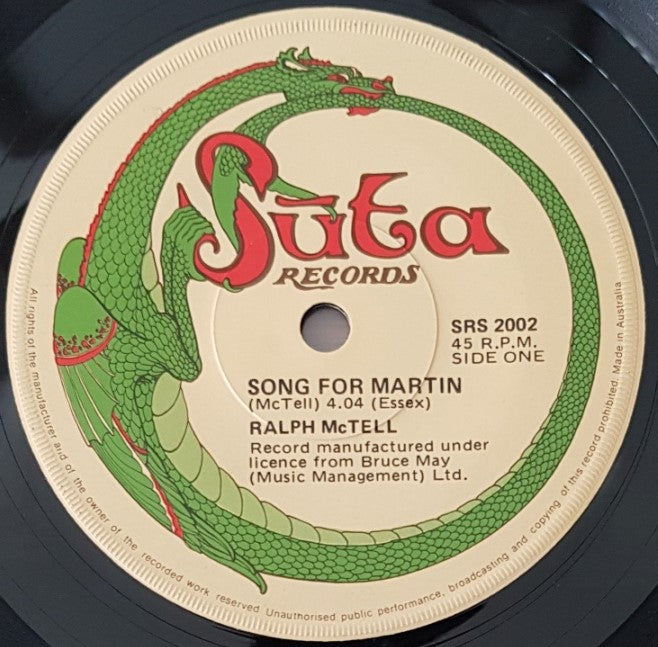 Sūta
RECORDS
SRS 2002
45 R.P.M.
SIDE ONE
SONG FOR MARTIN
(McTell) 4.04 (Essex)
RALPH McTELL
Record manufactured under
licence from Bruce May
(Music Management) Ltd.
All rights of the manufacturer and of the owner of the recorded work reserved. Unauthorised public performance, broadcasting and copying of this record prohibited. Made in Australia